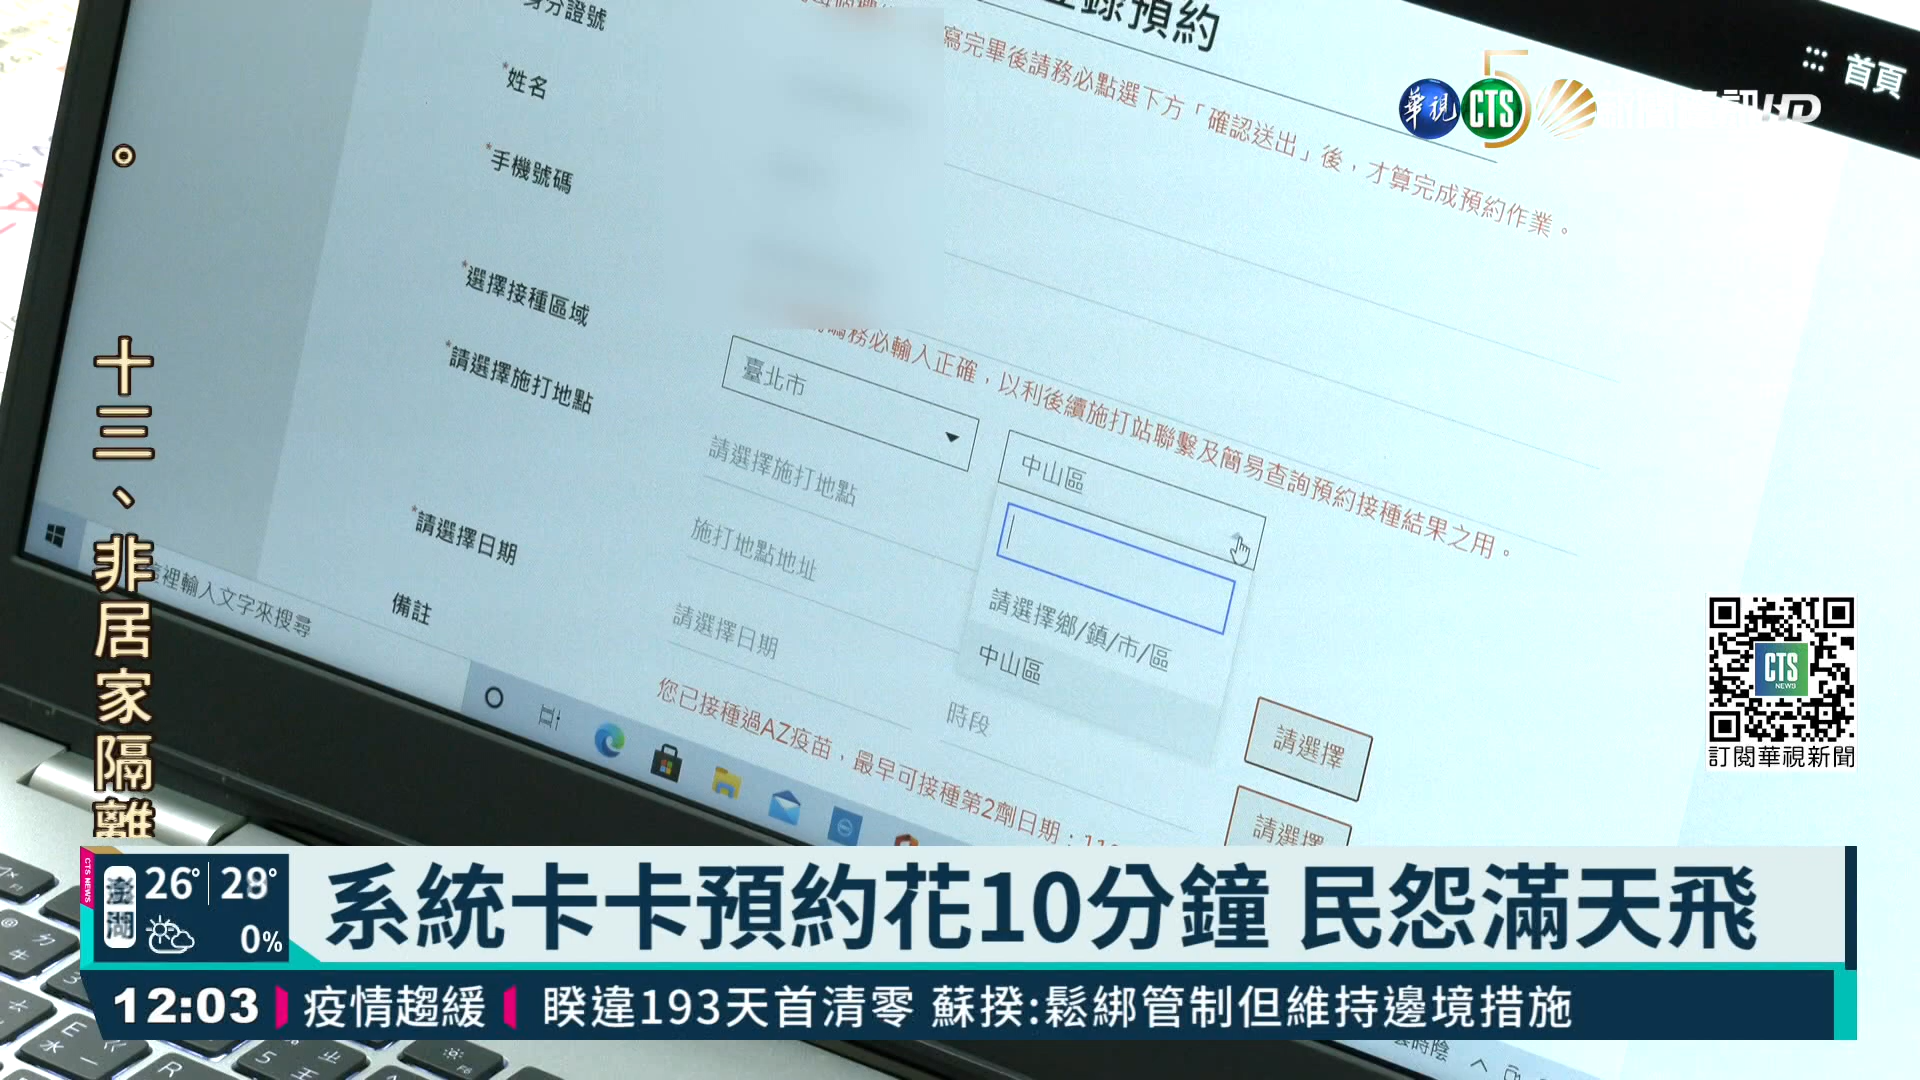 登錄預約
首頁
身分證號
寫完畢後請務必點選下方「確認送出」後，才算完成預約作業。
*姓名
*手機號碼
務必輸入正確，以利後續施打站聯繫及簡易查詢預約接種結果之用。
*選擇接種區域
臺北市
中山區
*請選擇施打地點
請選擇施打地點
施打地點地址
請選擇鄉/鎮/市/區
中山區
*請選擇日期
請選擇日期
時段
請選擇
請選擇
備註
您已接種過AZ疫苗，最早可接種第2劑日期：11
裡輸入文字來搜尋
華視
CTS
HD
。
十三、非居家隔離
CTS
NEWS
訂閱華視新聞
CTS NEWS
澎湖
26° 28°
0%
系統卡卡預約花10分鐘 民怨滿天飛
12:03 疫情趨緩 睽違193天首清零 蘇揆:鬆綁管制但維持邊境措施